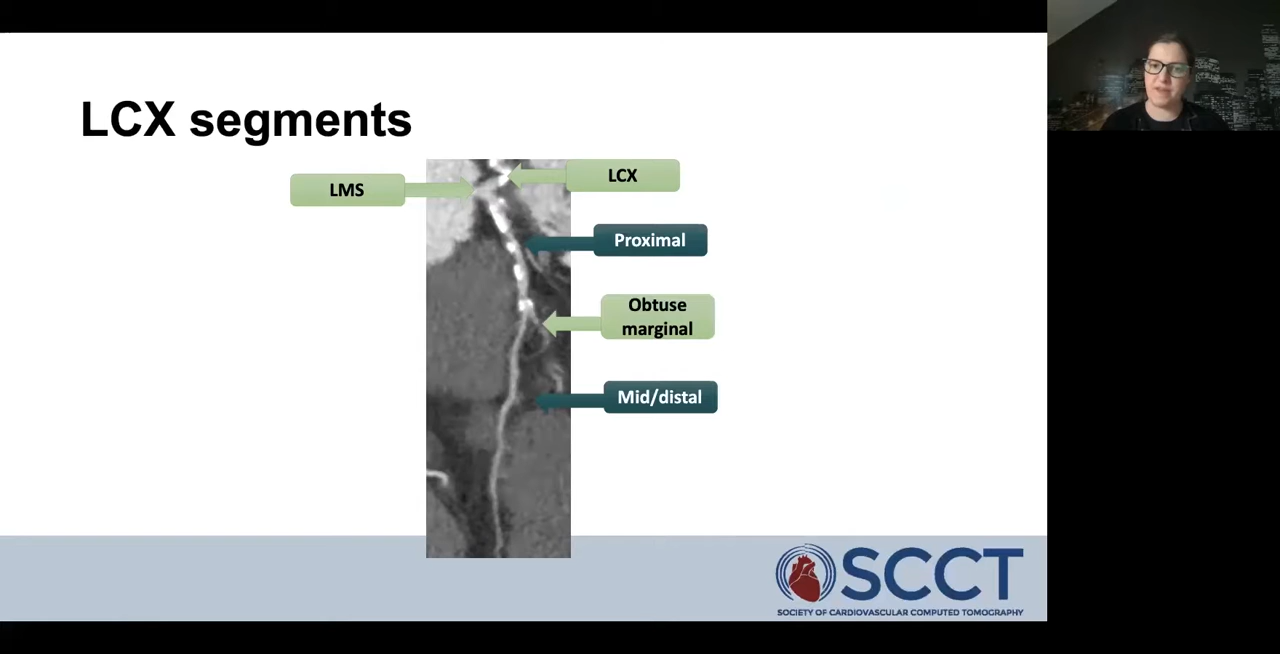 LCX segments
LMS
LCX
Proximal
Obtuse
marginal
Mid/distal
SCCT
SOCIETY OF CARDIOVASCULAR COMPUTED TOMOGRAPHY